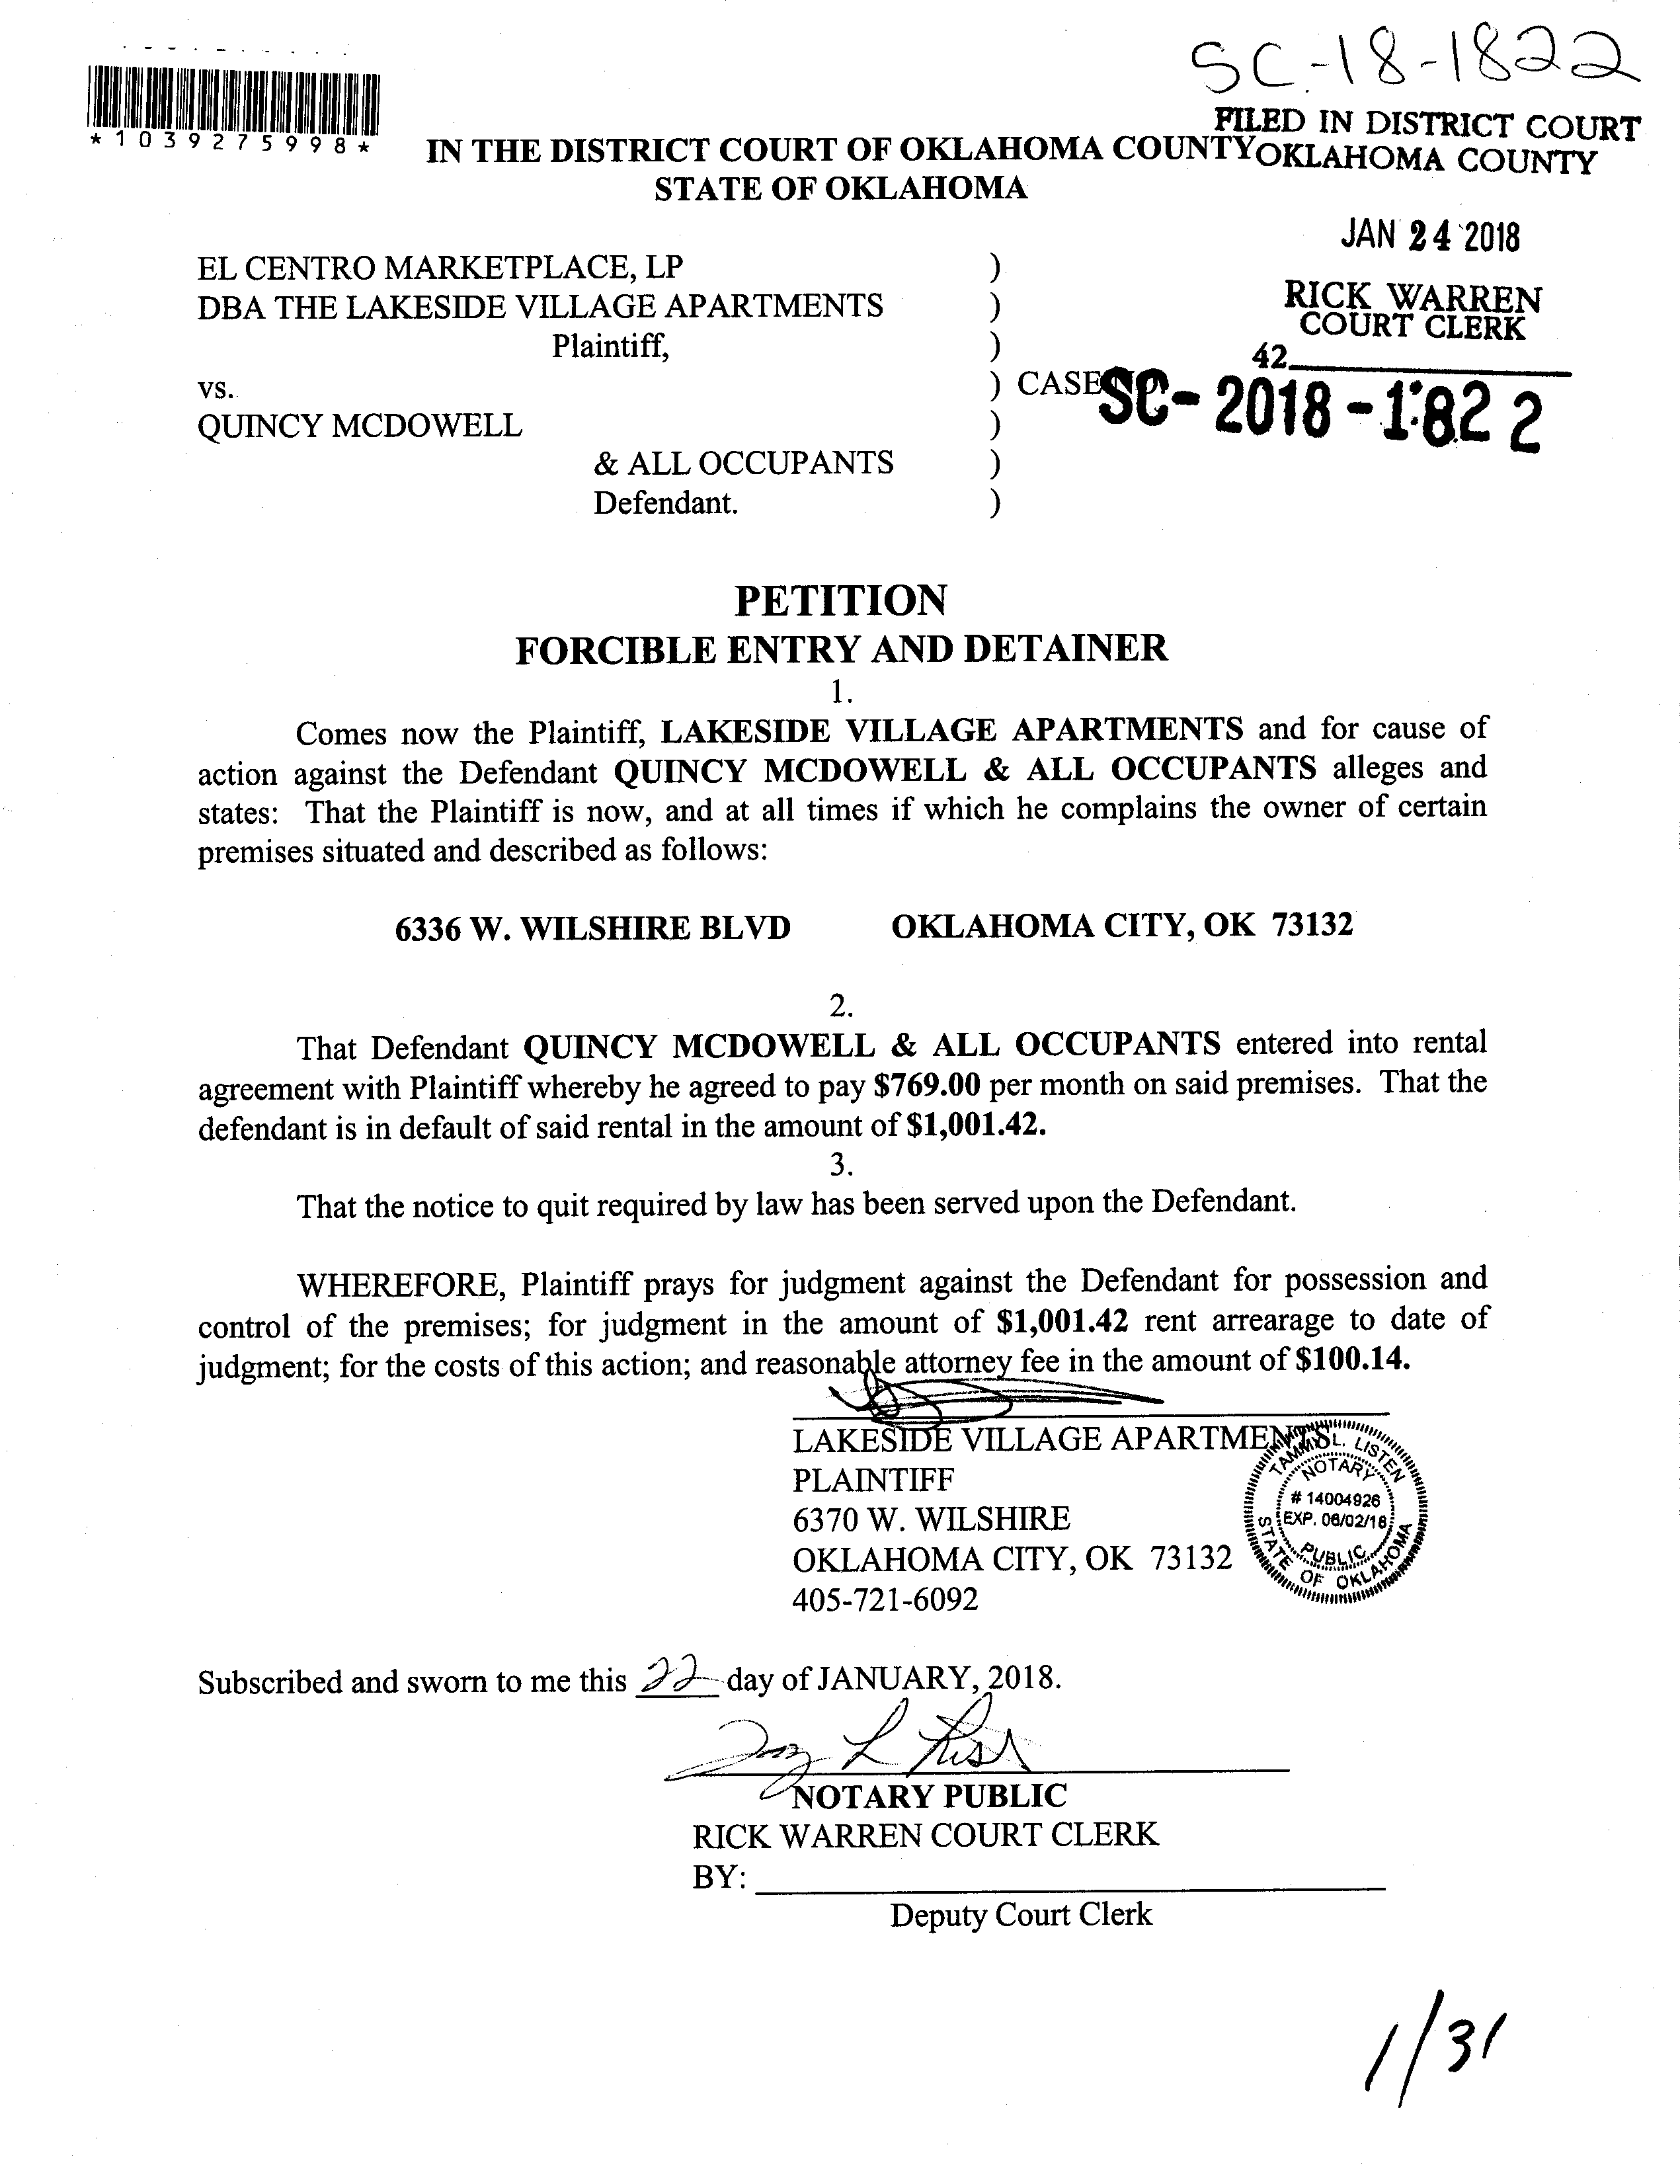 SC-18-1822
*1039275998*
FILED IN DISTRICT COURT
OKLAHOMA COUNTY
IN THE DISTRICT COURT OF OKLAHOMA COUNTY
STATE OF OKLAHOMA
JAN 24 2018
RICK WARREN
COURT CLERK
42
EL CENTRO MARKETPLACE, LP )
DBA THE LAKESIDE VILLAGE APARTMENTS )
Plaintiff, )
vs. ) CASE SC-2018-1822
QUINCY MCDOWELL )
& ALL OCCUPANTS )
Defendant. )
PETITION
FORCIBLE ENTRY AND DETAINER
1.
Comes now the Plaintiff, LAKESIDE VILLAGE APARTMENTS and for cause of
action against the Defendant QUINCY MCDOWELL & ALL OCCUPANTS alleges and
states: That the Plaintiff is now, and at all times if which he complains the owner of certain
premises situated and described as follows:
6336 W. WILSHIRE BLVD OKLAHOMA CITY, OK 73132
2.
That Defendant QUINCY MCDOWELL & ALL OCCUPANTS entered into rental
agreement with Plaintiff whereby he agreed to pay $769.00 per month on said premises. That the
defendant is in default of said rental in the amount of $1,001.42.
3.
That the notice to quit required by law has been served upon the Defendant.
WHEREFORE, Plaintiff prays for judgment against the Defendant for possession and
control of the premises; for judgment in the amount of $1,001.42 rent arrearage to date of
judgment; for the costs of this action; and reasonable attorney fee in the amount of $100.14.
LAKESIDE VILLAGE APARTMENTS
PLAINTIFF
6370 W. WILSHIRE
OKLAHOMA CITY, OK 73132
405-721-6092
TAMMY L. LISTEN
NOTARY
# 14004926
EXP. 06/02/18
PUBLIC
STATE OF OKLAHOMA
Subscribed and sworn to me this 22 day of JANUARY, 2018.
NOTARY PUBLIC
RICK WARREN COURT CLERK
BY:
Deputy Court Clerk
1/31